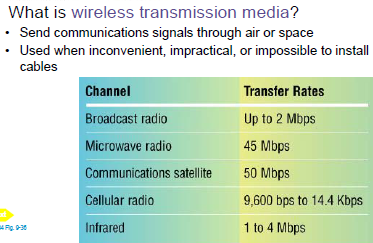 What is wireless transmission media?
• Send communications signals through air or space
• Used when inconvenient, impractical, or impossible to install
cables
Channel Transfer Rates
Broadcast radio Up to 2 Mbps
Microwave radio 45 Mbps
Communications satellite 50 Mbps
Cellular radio 9,600 bps to 14.4 Kbps
Infrared 1 to 4 Mbps
Fig. 9-36